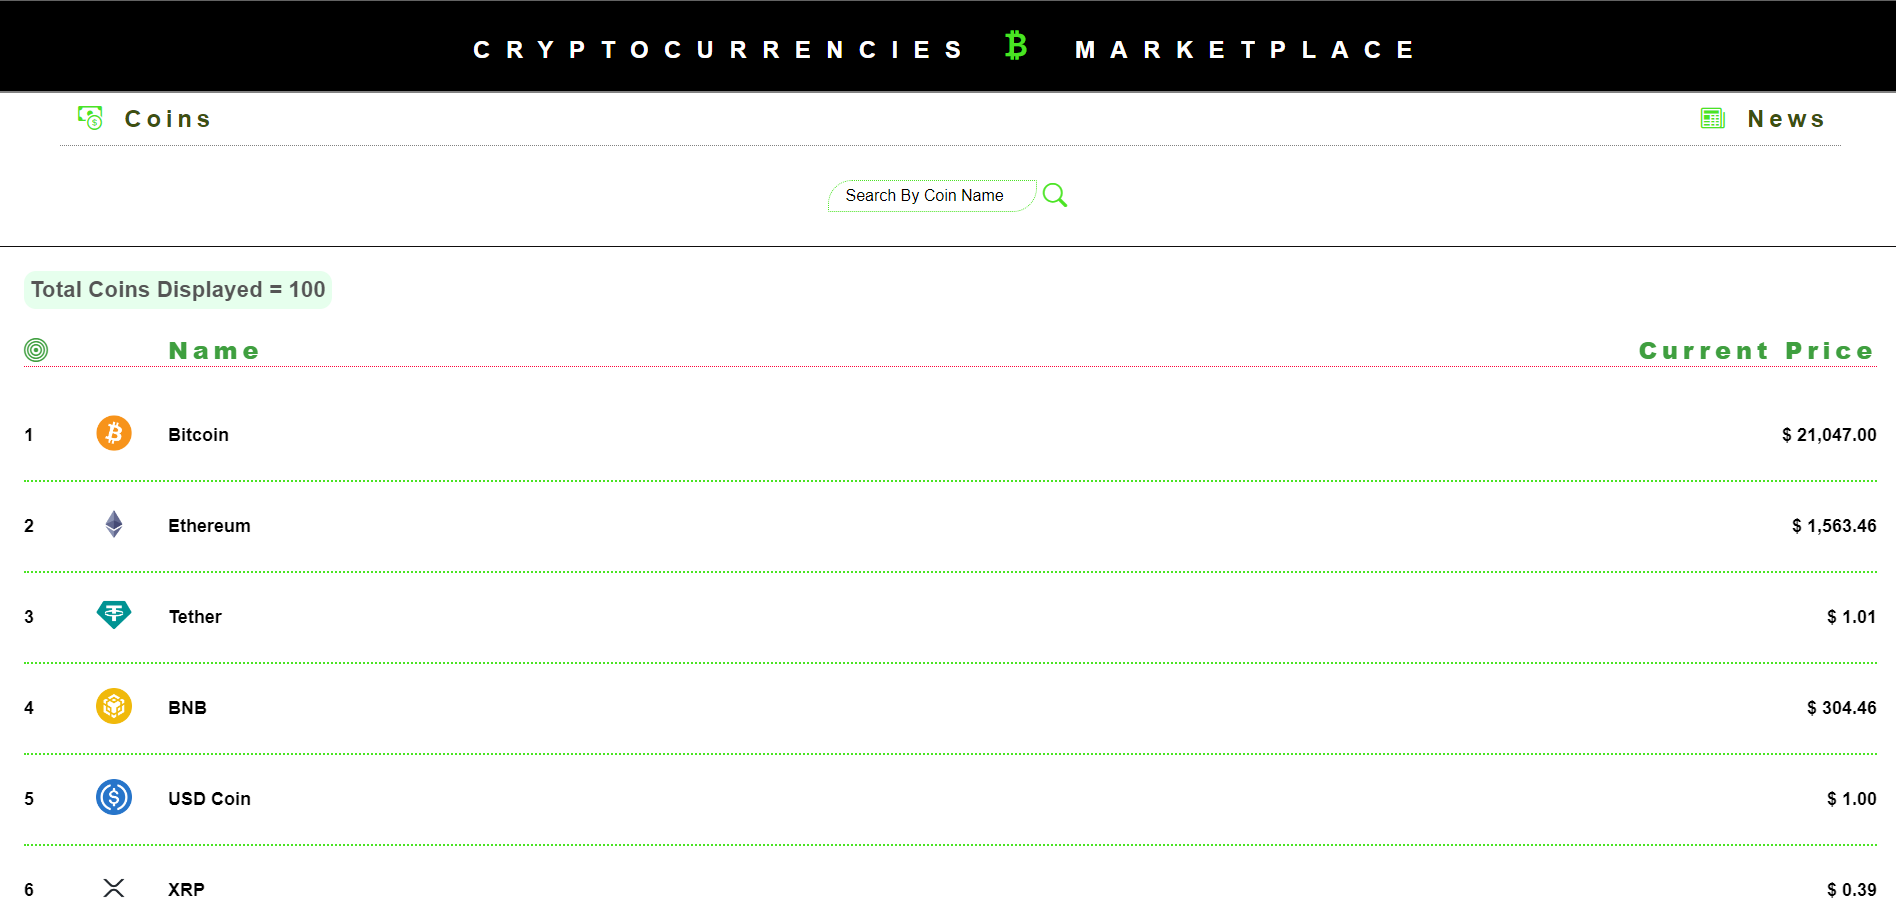 CRYPTOCURRENCIES MARKETPLACE
Coins News
Search By Coin Name
Total Coins Displayed = 100
Name Current Price
1 Bitcoin $ 21,047.00
2 Ethereum $ 1,563.46
3 Tether $ 1.01
4 BNB $ 304.46
5 USD Coin $ 1.00
6 XRP $ 0.39